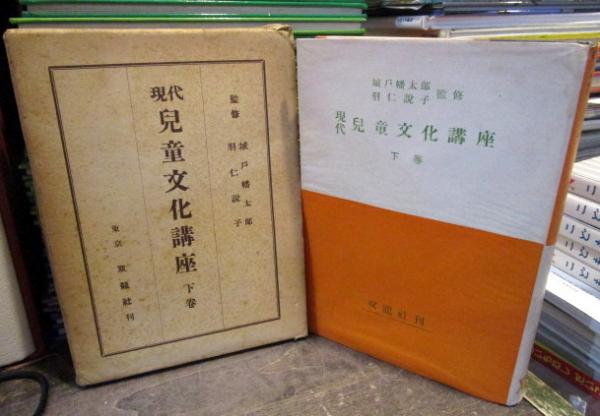 現代
兒童文化講座 下卷
監修
城戸幡太郎
羽仁說子
東京 双龍社刊
城戸幡太郎
羽仁說子
監修
現代
兒童文化講座
下卷
双龍社刊